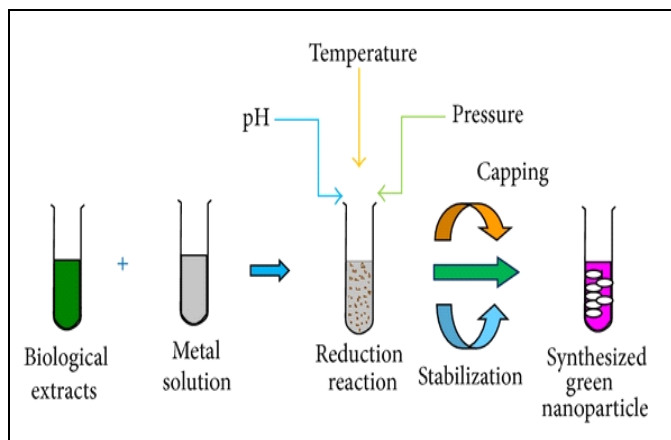 Temperature
pH
Pressure
Capping
+
Biological
extracts
Metal
solution
Reduction
reaction
Stabilization
Synthesized
green
nanoparticle